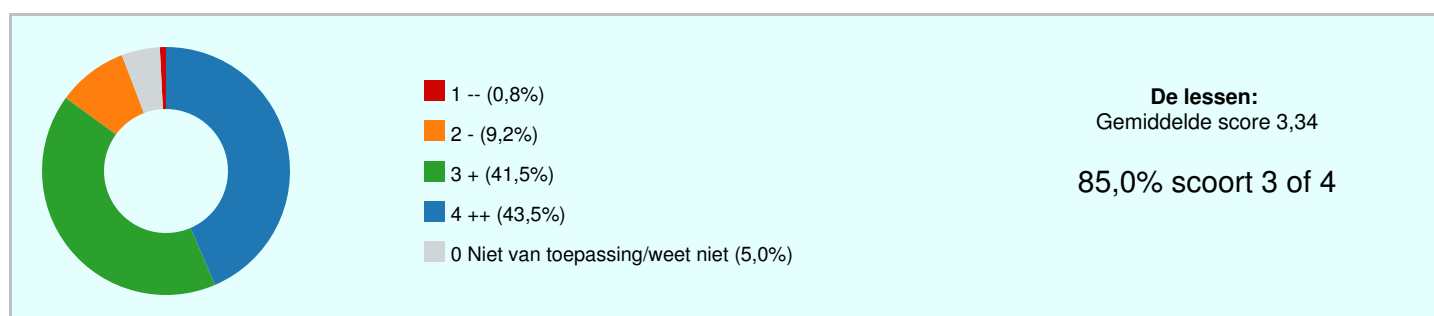 1 -- (0,8%)
2 - (9,2%)
3 + (41,5%)
4 ++ (43,5%)
0 Niet van toepassing/weet niet (5,0%)
De lessen:
Gemiddelde score 3,34
85,0% scoort 3 of 4